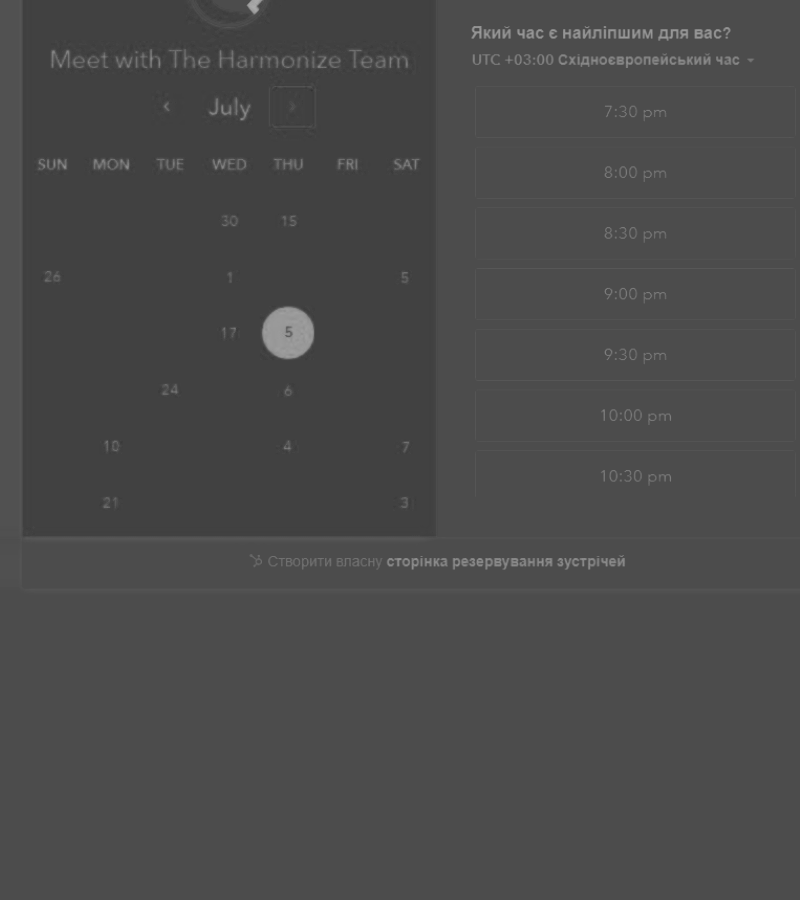 Meet with The Harmonize Team
July
SUN MON TUE WED THU FRI SAT
30 15
26 1 5
17 5
24 6
10 4 7
21 3
Який час є найліпшим для вас?
UTC +03:00 Східноєвропейський час
7:30 pm
8:00 pm
8:30 pm
9:00 pm
9:30 pm
10:00 pm
10:30 pm
Створити власну сторінка резервування зустрічей